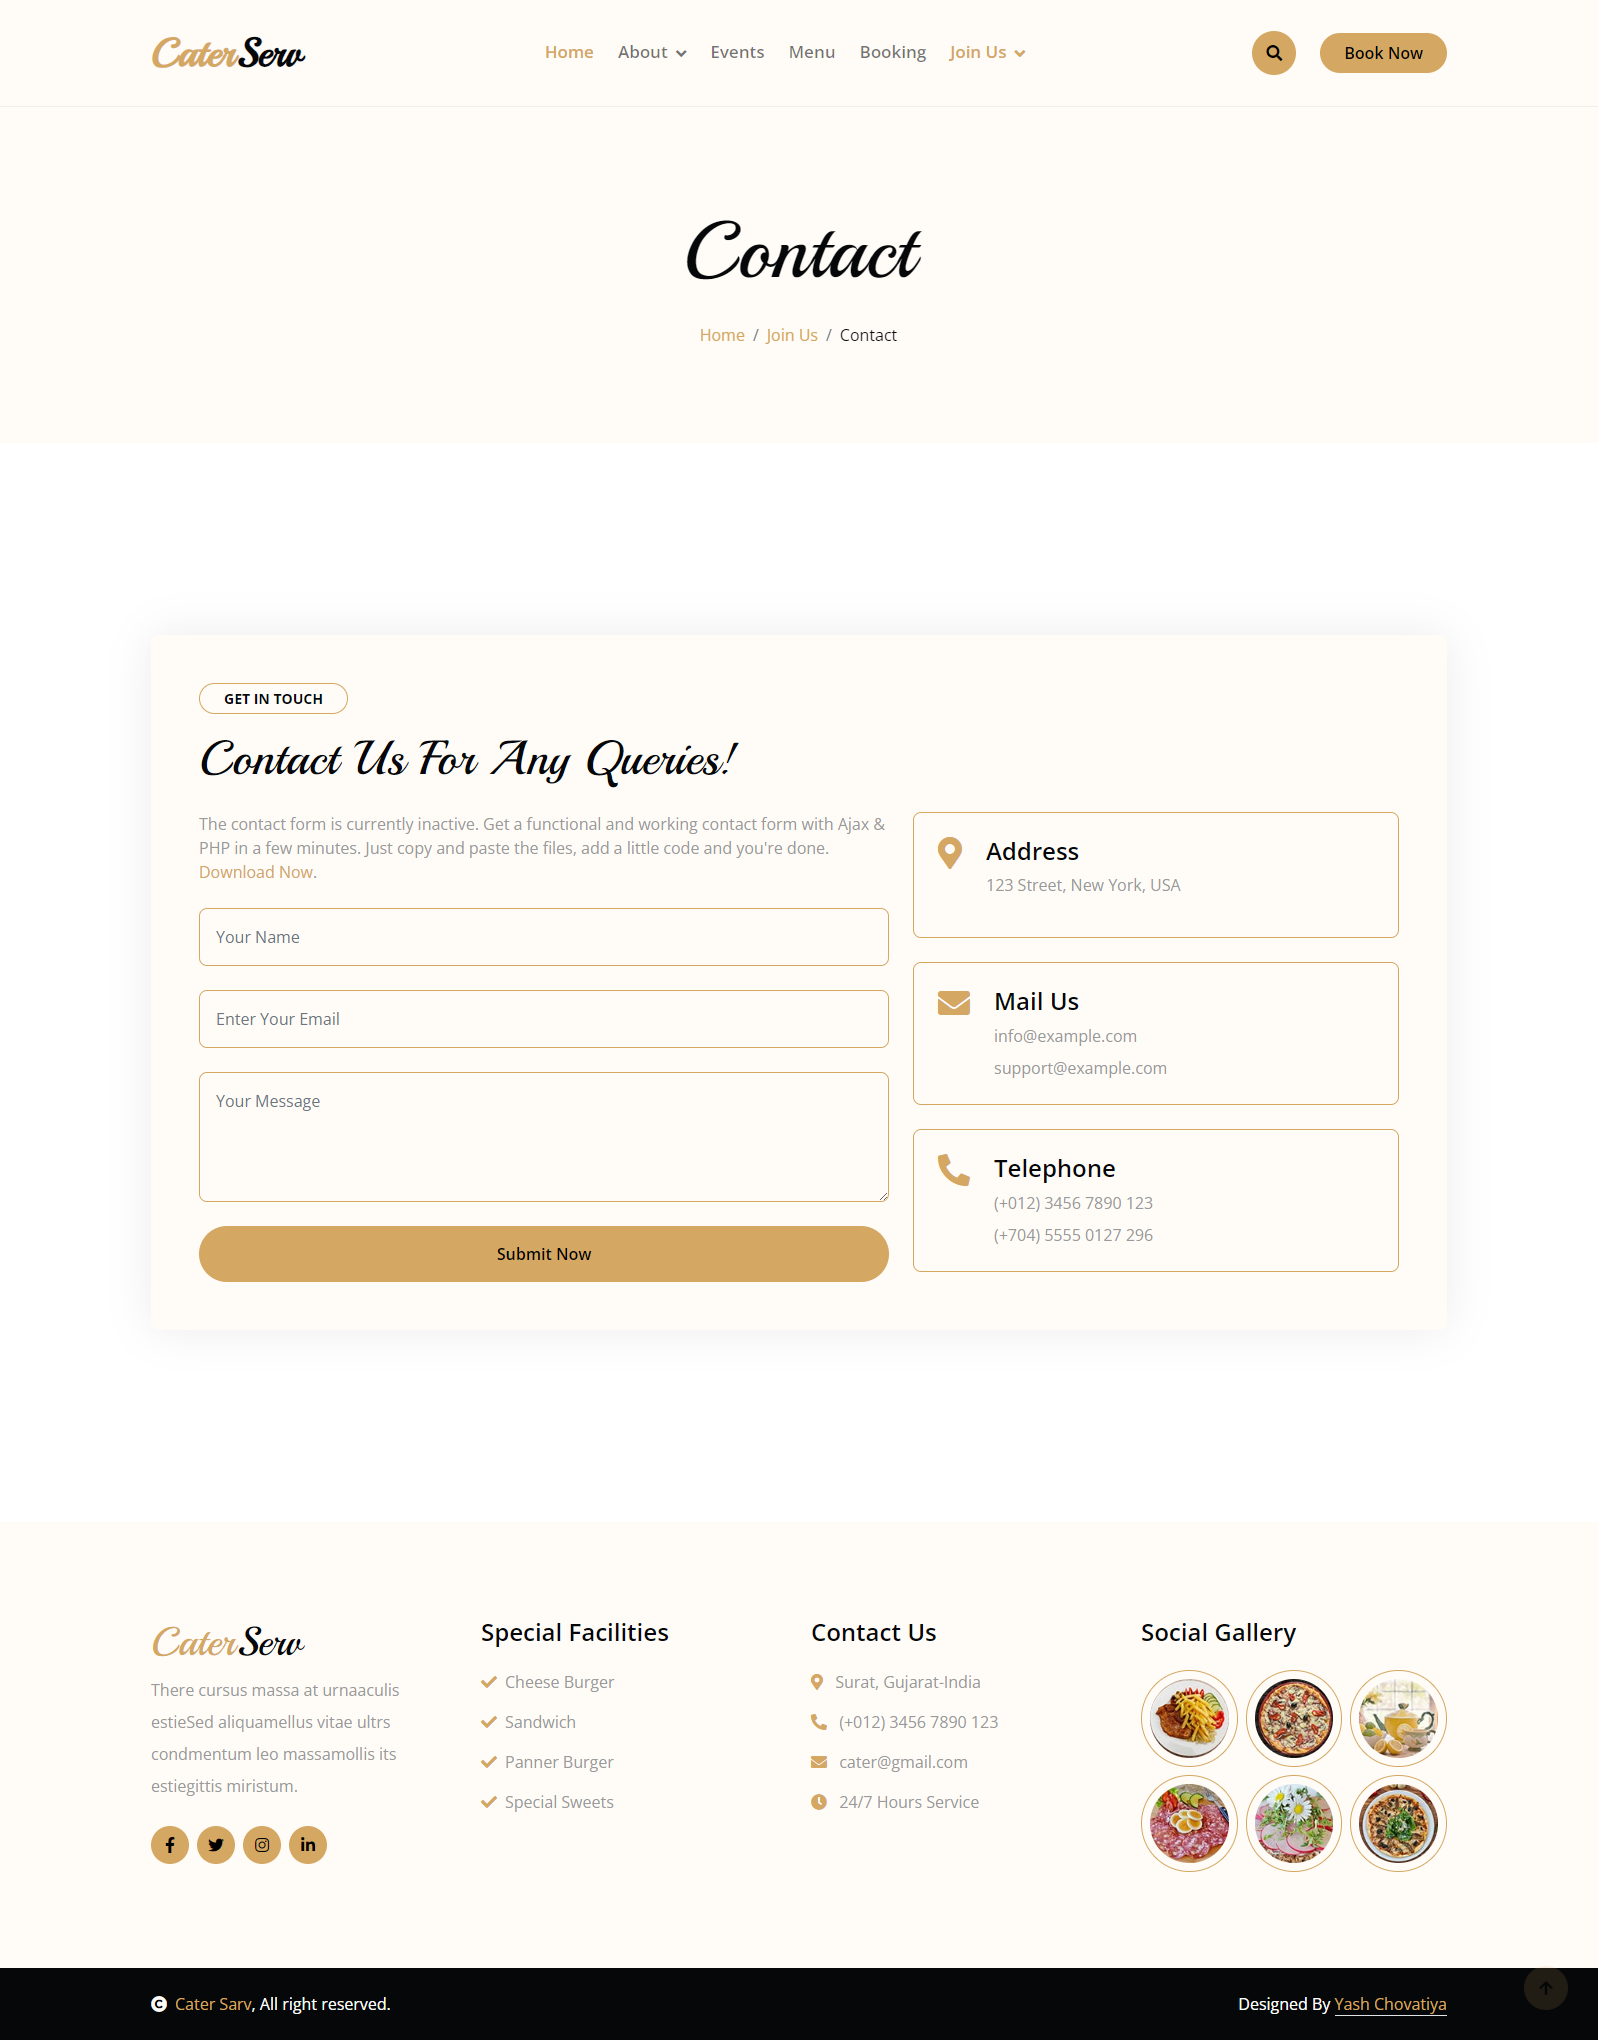 CaterServ
Home About Events Menu Booking Join Us
Book Now
Contact
Home / Join Us / Contact
GET IN TOUCH
Contact Us For Any Queries!
The contact form is currently inactive. Get a functional and working contact form with Ajax &
PHP in a few minutes. Just copy and paste the files, add a little code and you're done.
Download Now.
Your Name
Enter Your Email
Your Message
Submit Now
Address
123 Street, New York, USA
Mail Us
info@example.com
support@example.com
Telephone
(+012) 3456 7890 123
(+704) 5555 0127 296
CaterServ
There cursus massa at urnaaculis
estieSed aliquamellus vitae ultrs
condmentum leo massamollis its
estiegittis miristum.
Special Facilities
Cheese Burger
Sandwich
Panner Burger
Special Sweets
Contact Us
Surat, Gujarat-India
(+012) 3456 7890 123
cater@gmail.com
24/7 Hours Service
Social Gallery
Cater Sarv, All right reserved.
Designed By Yash Chovatiya